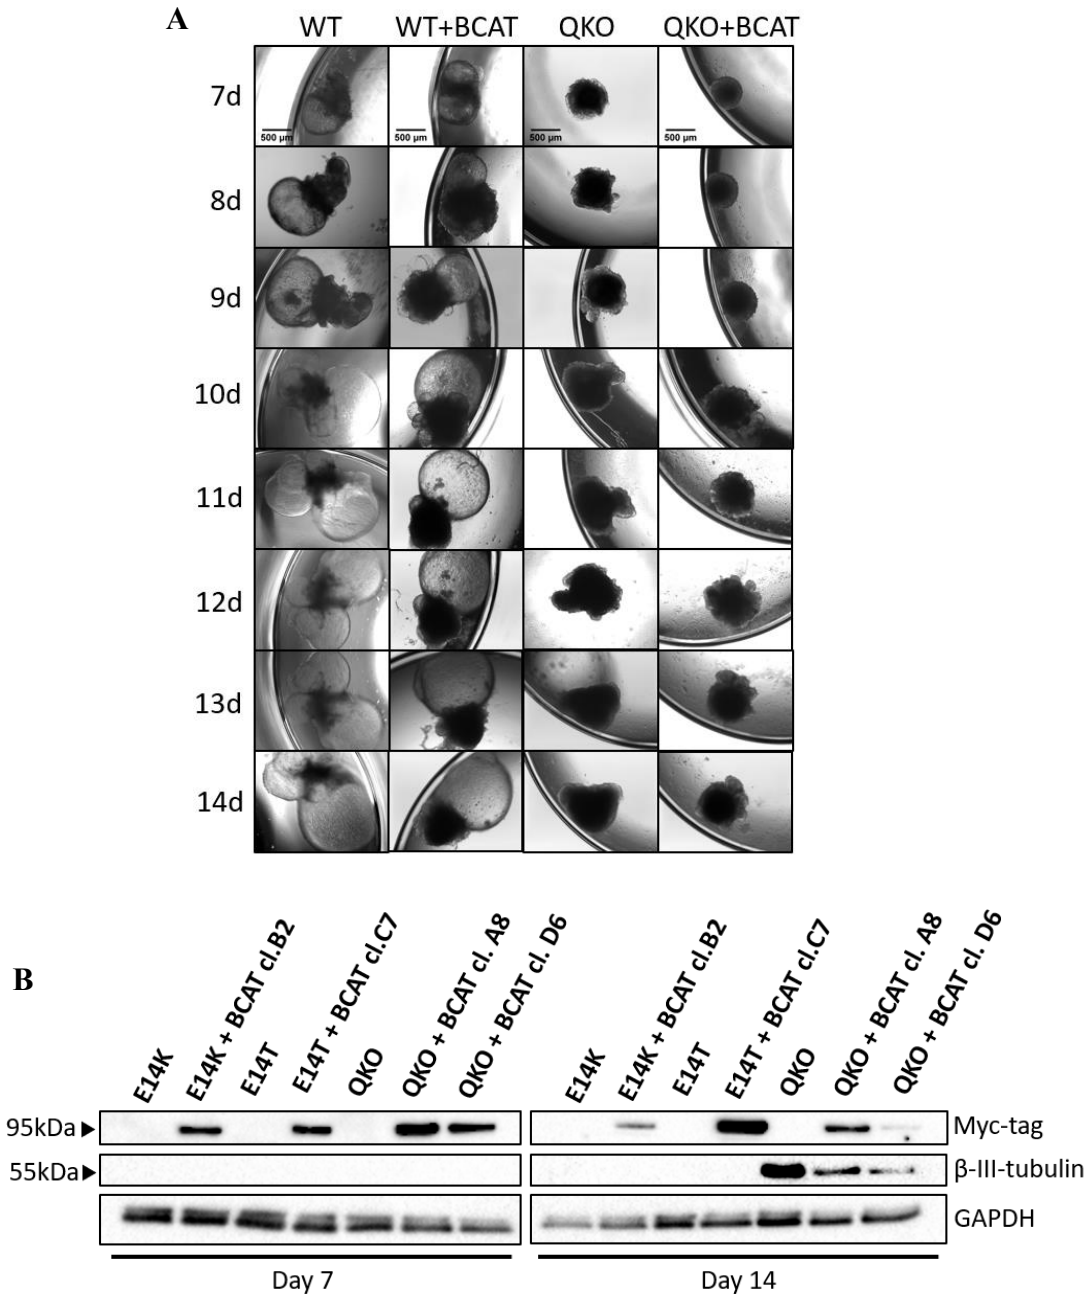 A
WT WT+BCAT QKO QKO+BCAT
7d
500 µm 500 µm 500 µm 500 µm
8d
9d
10d
11d
12d
13d
14d
B
E14K E14K + BCAT cl.B2 E14T E14T + BCAT cl.C7 QKO QKO + BCAT cl. A8 QKO + BCAT cl. D6 E14K E14K + BCAT cl.B2 E14T E14T + BCAT cl.C7 QKO QKO + BCAT cl. A8 QKO + BCAT cl. D6
95kDa Myc-tag
55kDa β-III-tubulin
GAPDH
Day 7 Day 14